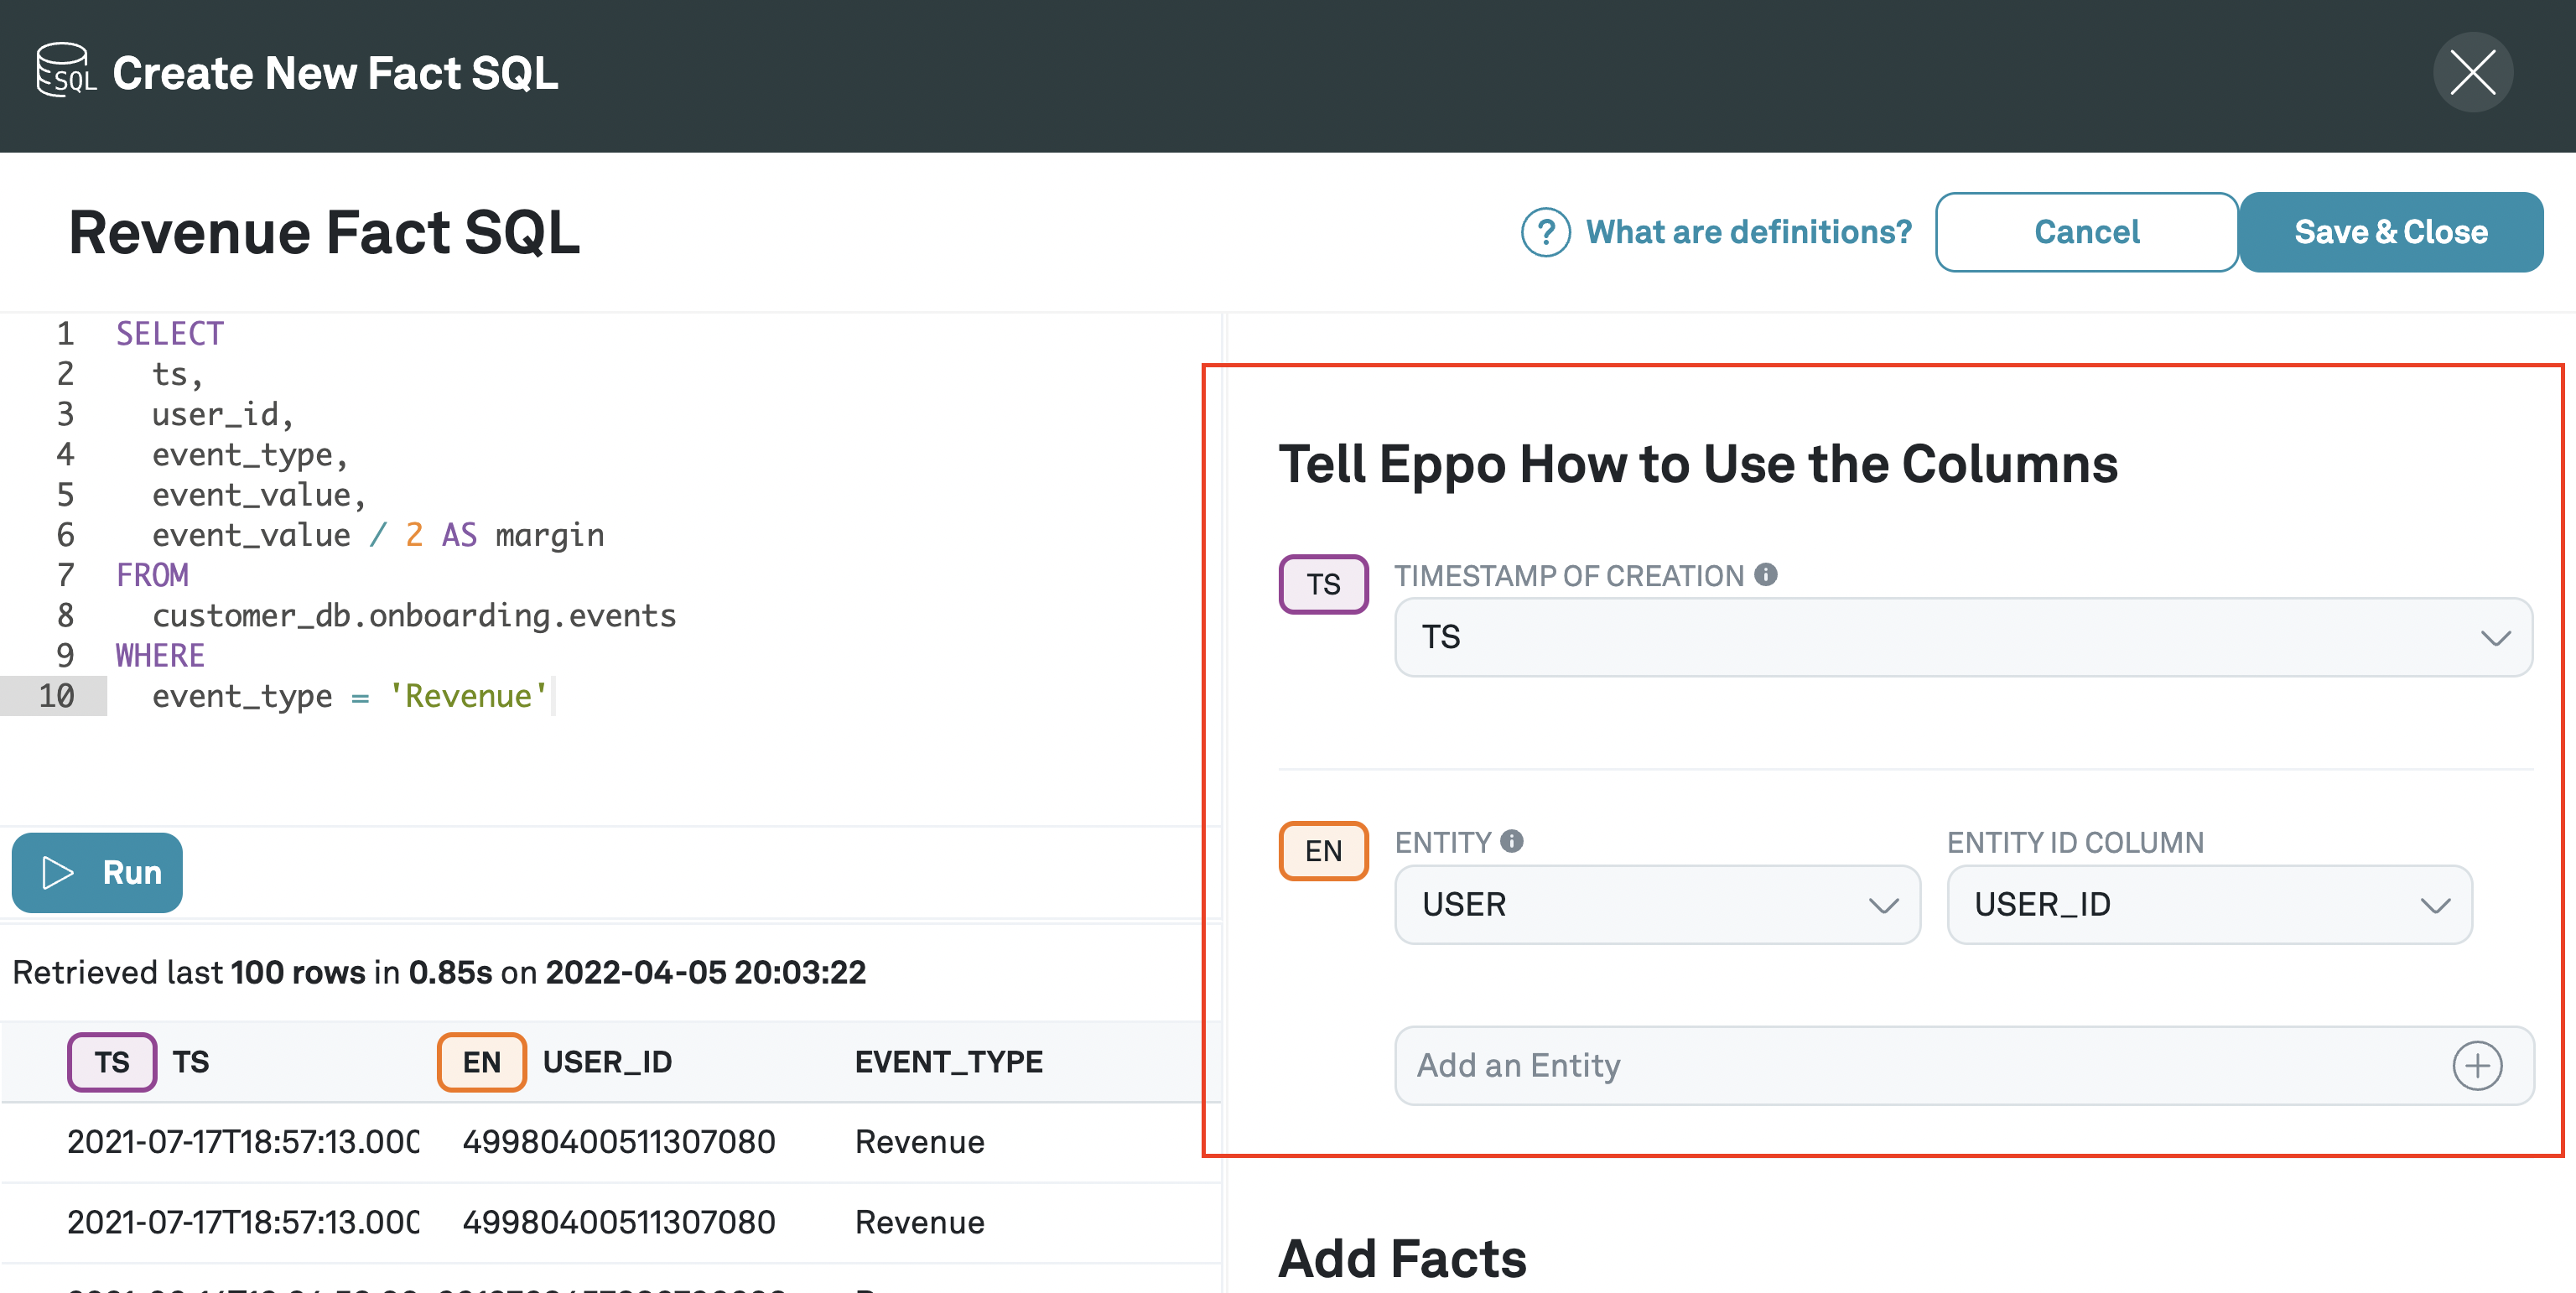 SQL Create New Fact SQL
Revenue Fact SQL
? What are definitions? Cancel Save & Close
1 SELECT
2 ts,
3 user_id,
4 event_type,
5 event_value,
6 event_value / 2 AS margin
7 FROM
8 customer_db.onboarding.events
9 WHERE
10 event_type = 'Revenue'
Run
Retrieved last 100 rows in 0.85s on 2022-04-05 20:03:22
TS TS EN USER_ID EVENT_TYPE
2021-07-17T18:57:13.00 49980400511307080 Revenue
2021-07-17T18:57:13.00 49980400511307080 Revenue
Tell Eppo How to Use the Columns
TS TIMESTAMP OF CREATION
TS
EN ENTITY ENTITY ID COLUMN
USER USER_ID
Add an Entity
Add Facts